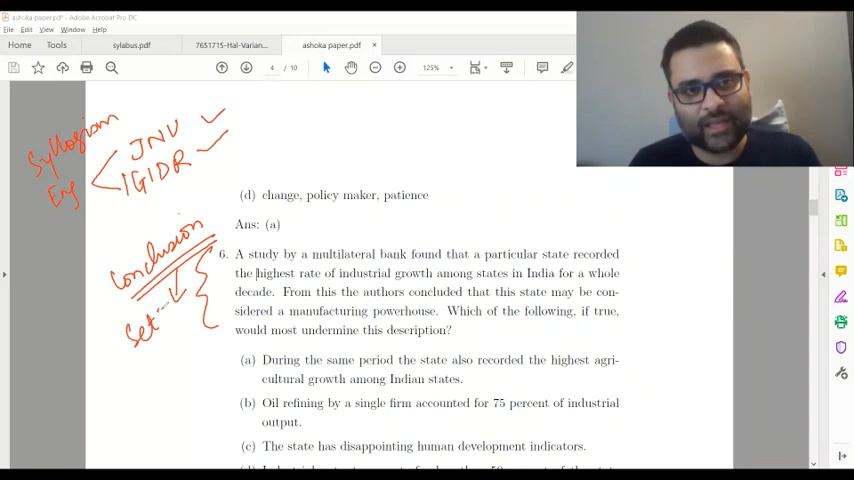 ashoka paper.pdf - Adobe Acrobat Pro DC
File Edit View Window Help
Home Tools sylabus.pdf 7651715-Hal-Varian... ashoka paper.pdf ×
4 / 10 125%
Syllogism
Eng
JNU
IGIDR
(d) change, policy maker, patience
Ans: (a)
Conclusion
Set
6. A study by a multilateral bank found that a particular state recorded
the highest rate of industrial growth among states in India for a whole
decade. From this the authors concluded that this state may be con-
sidered a manufacturing powerhouse. Which of the following, if true,
would most undermine this description?
(a) During the same period the state also recorded the highest agri-
cultural growth among Indian states.
(b) Oil refining by a single firm accounted for 75 percent of industrial
output.
(c) The state has disappointing human development indicators.